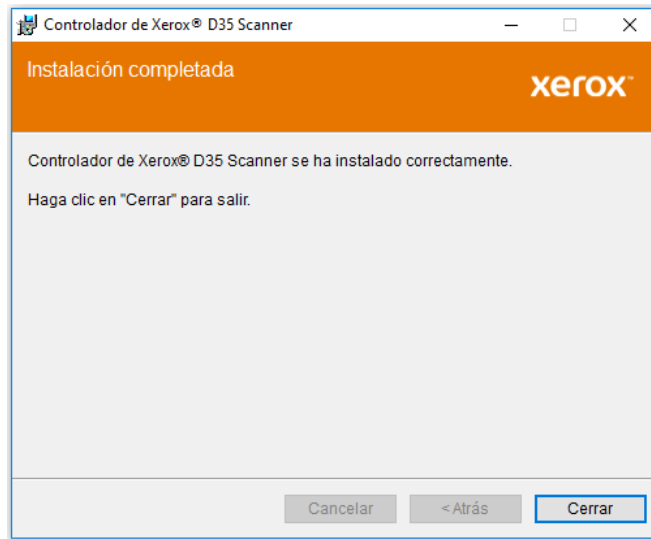 Controlador de Xerox® D35 Scanner
Instalación completada
xerox™
Controlador de Xerox® D35 Scanner se ha instalado correctamente.
Haga clic en "Cerrar" para salir.
Cancelar
< Atrás
Cerrar